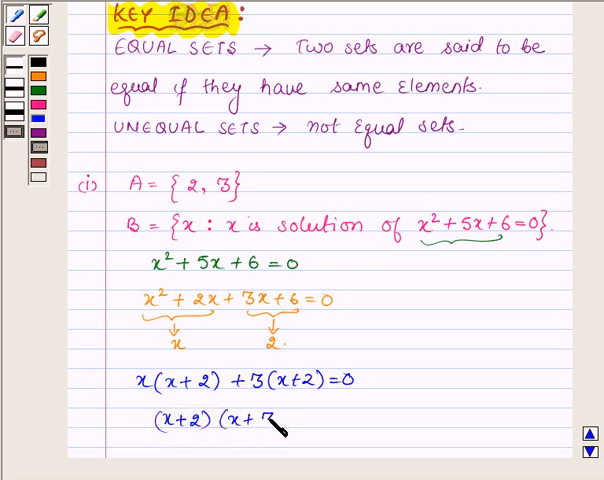 KEY IDEA:
EQUAL SETS → Two sets are said to be
equal if they have same elements.
UNEQUAL SETS → not equal sets.
(i) A = { 2, 3}
B = {x : x is solution of x² + 5x + 6 = 0}.
x² + 5x + 6 = 0
x² + 2x + 3x + 6 = 0
x 2.
x(x + 2) + 3(x+2) = 0
(x+2) (x + 3